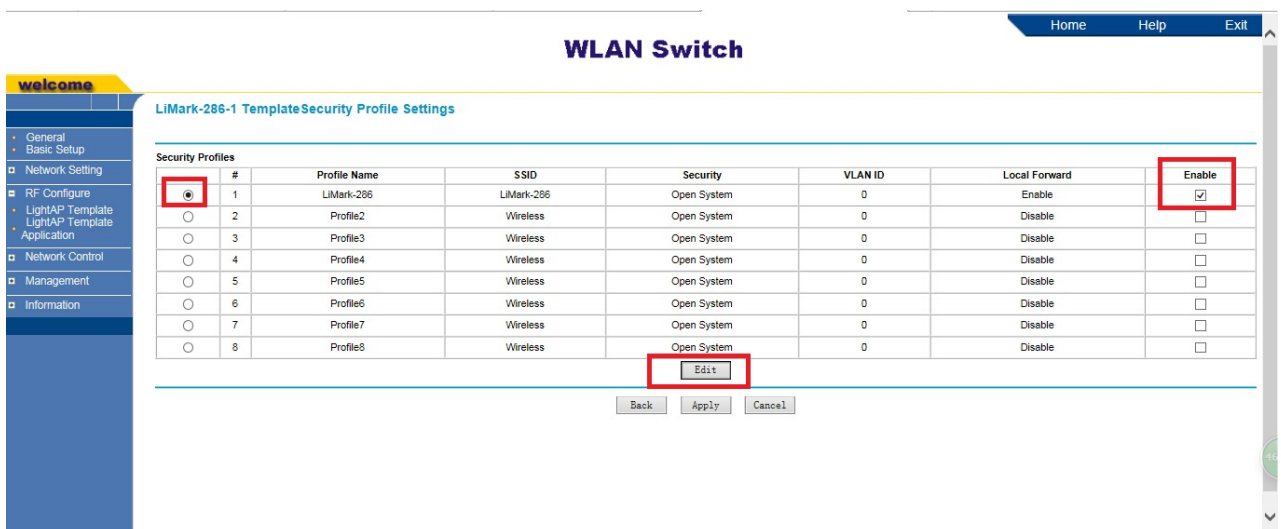 Home Help Exit
WLAN Switch
welcome
LiMark-286-1 TemplateSecurity Profile Settings
General
Basic Setup
Network Setting
RF Configure
LightAP Template
LightAP Template
Application
Network Control
Management
Information
Security Profiles
# Profile Name SSID Security VLAN ID Local Forward Enable
1 LiMark-286 LiMark-286 Open System 0 Enable
2 Profile2 Wireless Open System 0 Disable
3 Profile3 Wireless Open System 0 Disable
4 Profile4 Wireless Open System 0 Disable
5 Profile5 Wireless Open System 0 Disable
6 Profile6 Wireless Open System 0 Disable
7 Profile7 Wireless Open System 0 Disable
8 Profile8 Wireless Open System 0 Disable
Edit
Back Apply Cancel
46